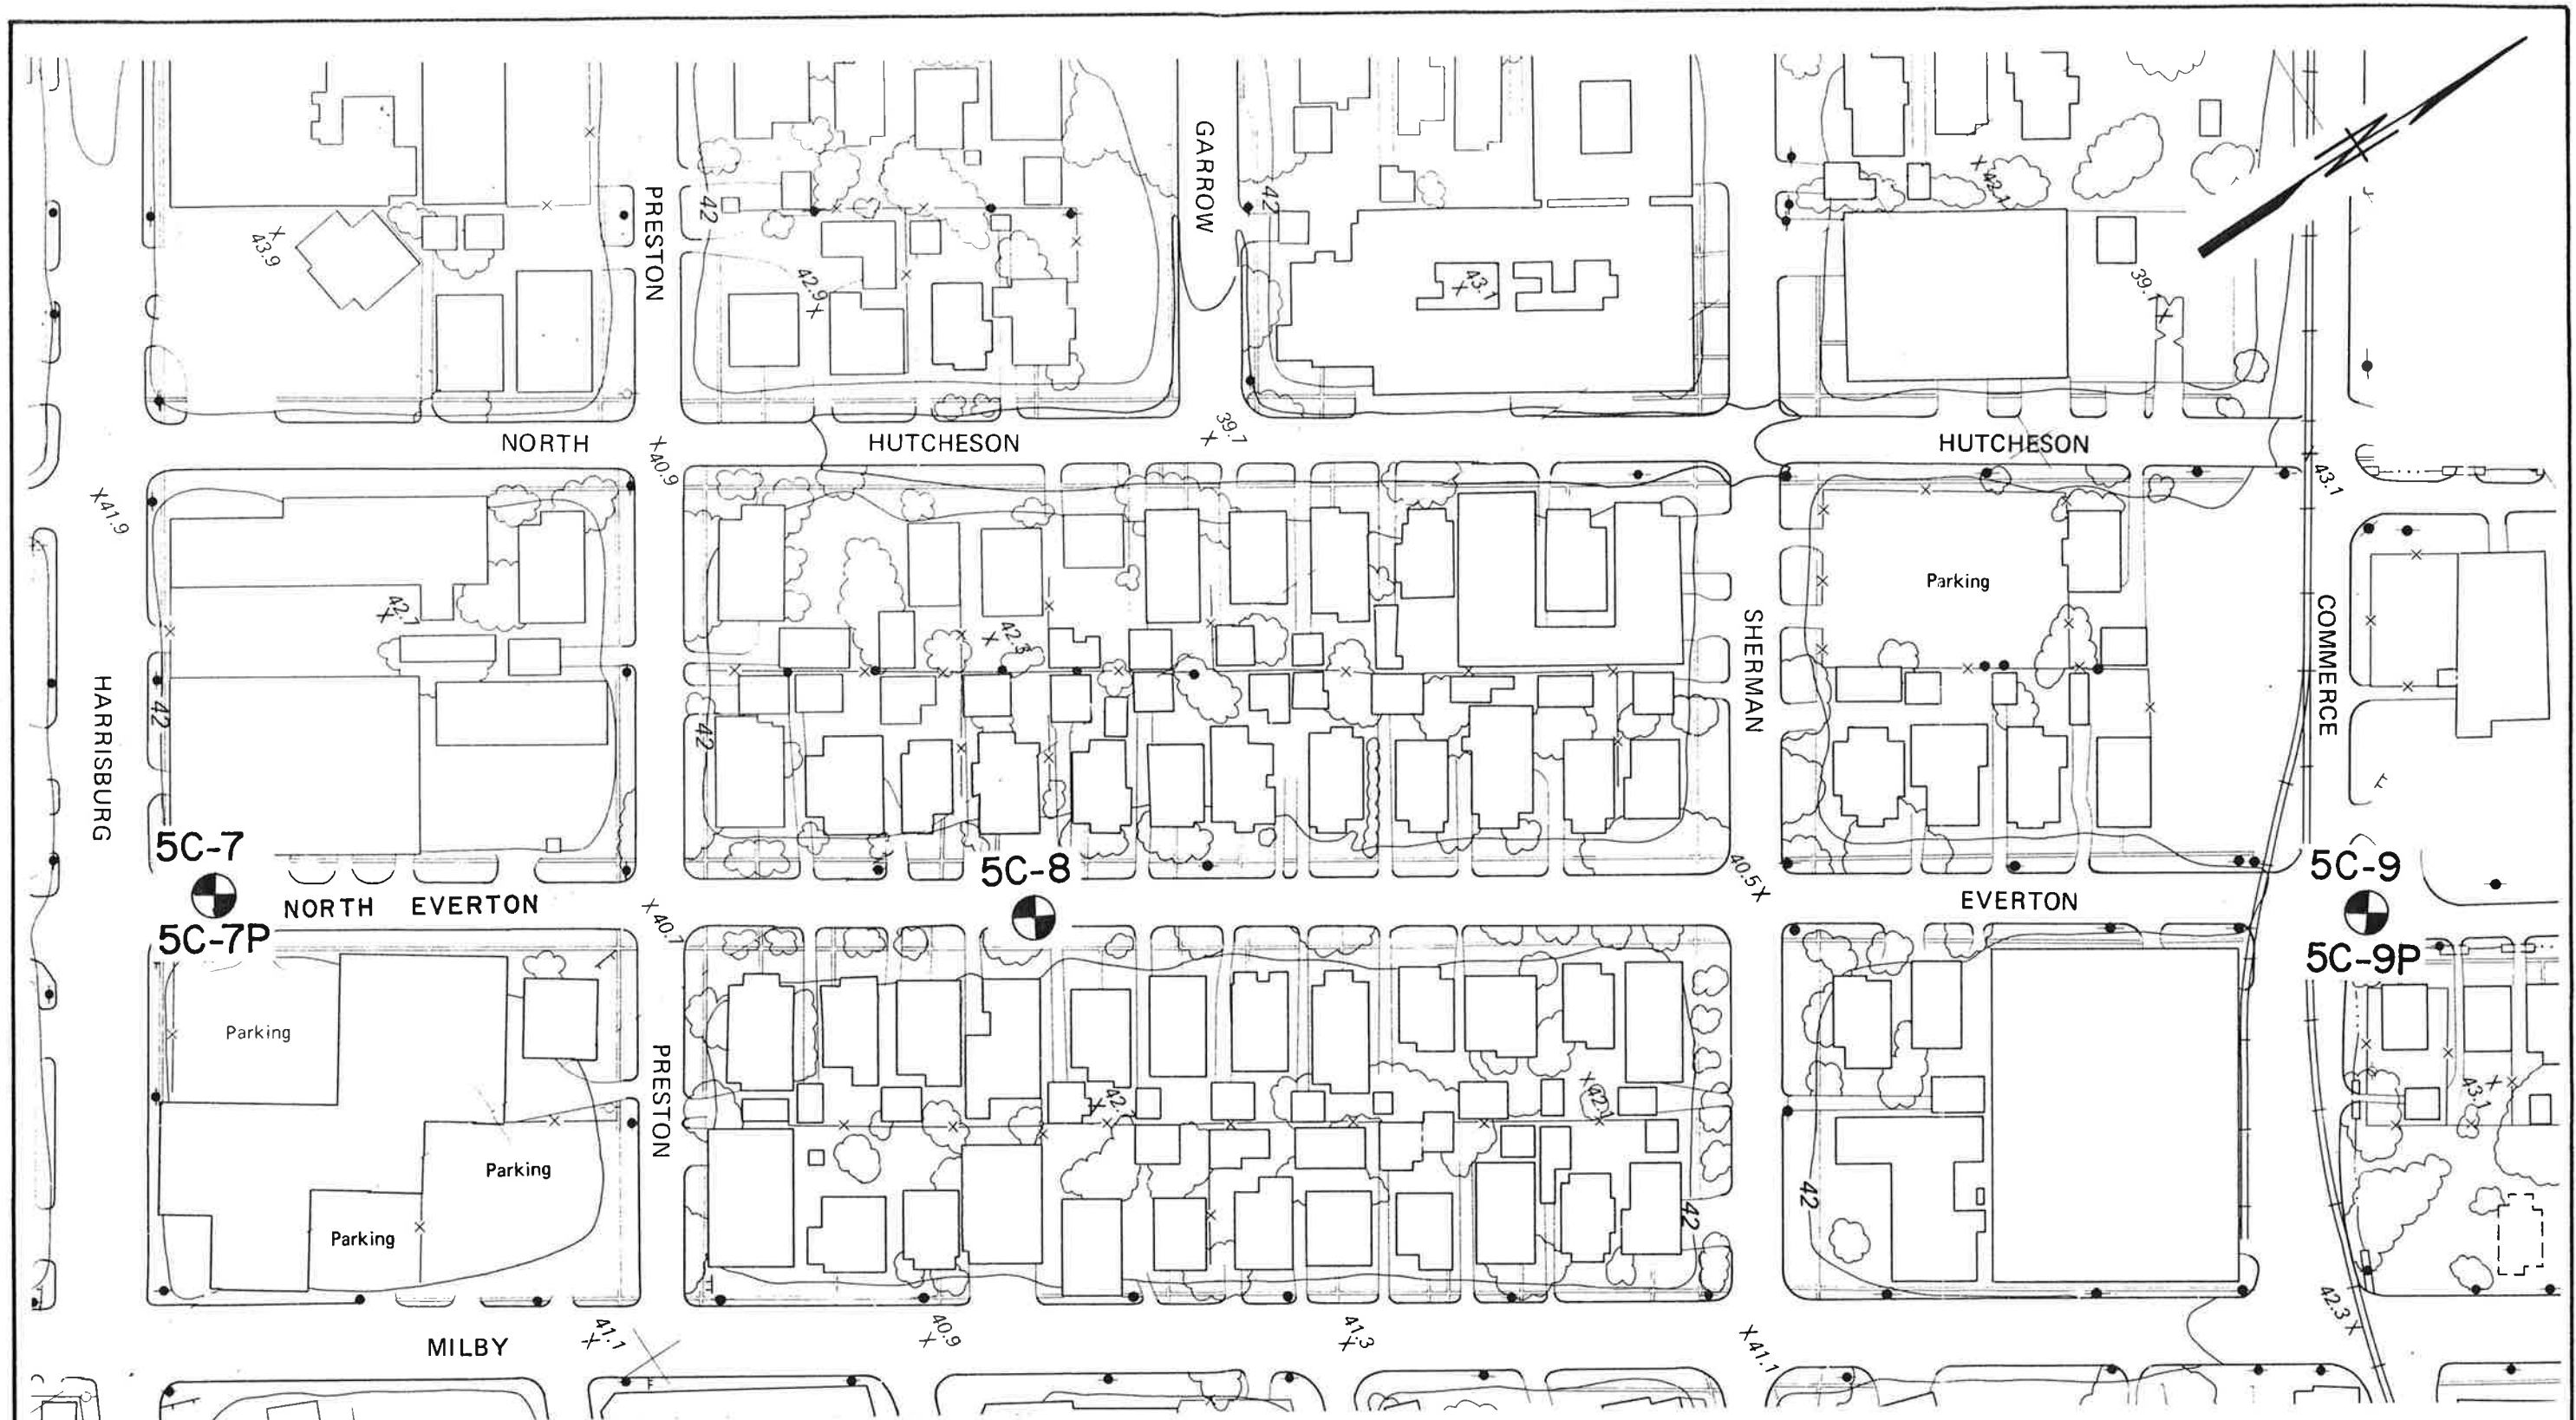 GARROW
PRESTON
42
42
43.9
42.9
43.1
42.1
39.1
NORTH
HUTCHESON
HUTCHESON
40.9
39.7
43.1
41.9
Parking
42.3
HARRISBURG
42
42
SHERMAN
COMMERCE
5C-7
5C-8
40.5
5C-9
NORTH EVERTON
EVERTON
40.7
5C-7P
5C-9P
Parking
PRESTON
42.1
43.1
Parking
Parking
42
42
MILBY
41.1
40.9
41.3
41.1
42.3